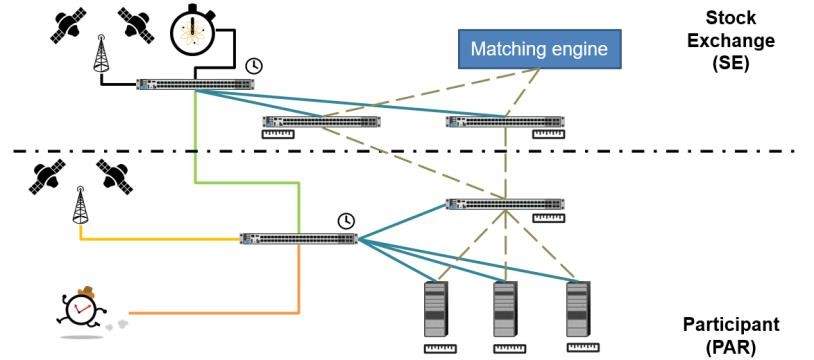 Stock
Exchange
(SE)
Matching engine
Participant
(PAR)